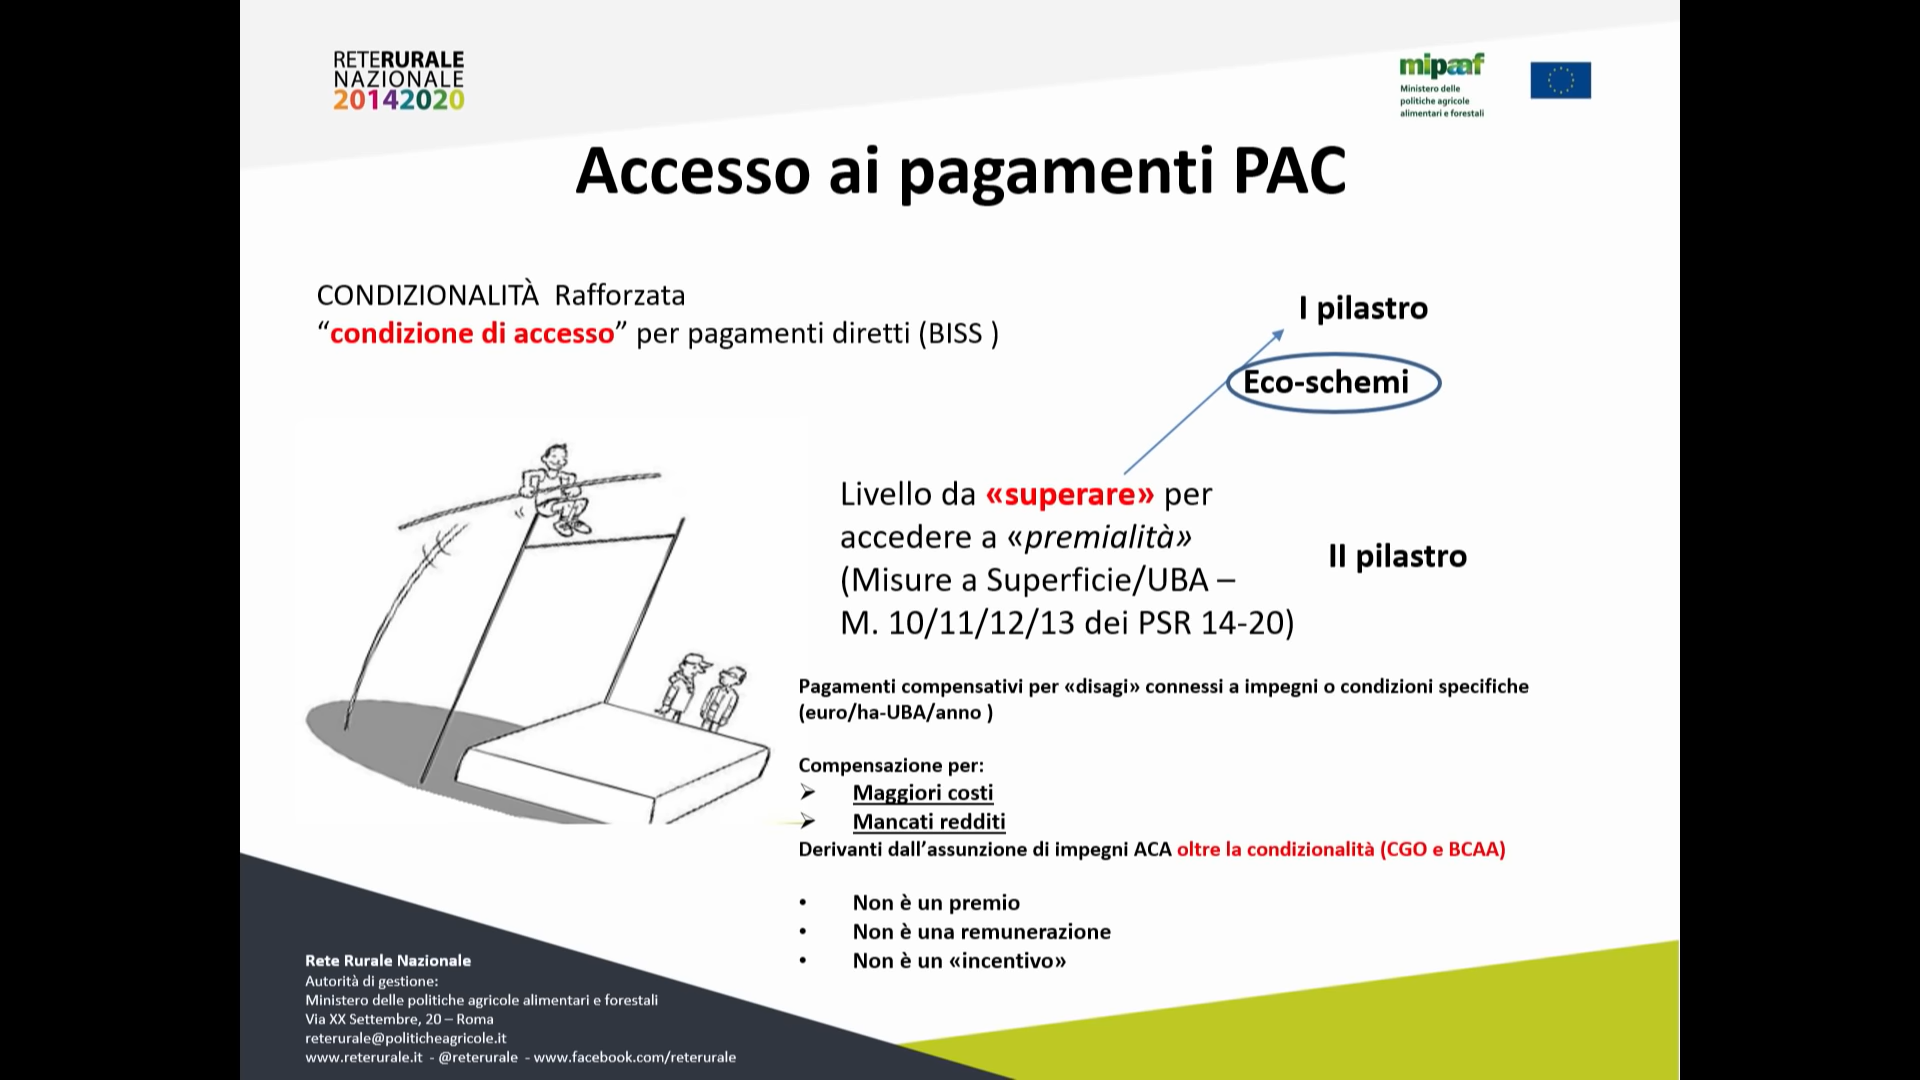 RETERURALE
NAZIONALE
20142020
mipaaf
Ministero delle
politiche agricole
alimentari e forestali
Accesso ai pagamenti PAC
CONDIZIONALITÀ Rafforzata
“condizione di accesso” per pagamenti diretti (BISS )
I pilastro
Eco-schemi
Livello da «superare» per
accedere a «premialità»
(Misure a Superficie/UBA –
M. 10/11/12/13 dei PSR 14-20)
II pilastro
Pagamenti compensativi per «disagi» connessi a impegni o condizioni specifiche
(euro/ha-UBA/anno )
Compensazione per:
➢ Maggiori costi
➢ Mancati redditi
Derivanti dall’assunzione di impegni ACA oltre la condizionalità (CGO e BCAA)
• Non è un premio
• Non è una remunerazione
• Non è un «incentivo»
Rete Rurale Nazionale
Autorità di gestione:
Ministero delle politiche agricole alimentari e forestali
Via XX Settembre, 20 – Roma
reterurale@politicheagricole.it
www.reterurale.it - @reterurale - www.facebook.com/reterurale